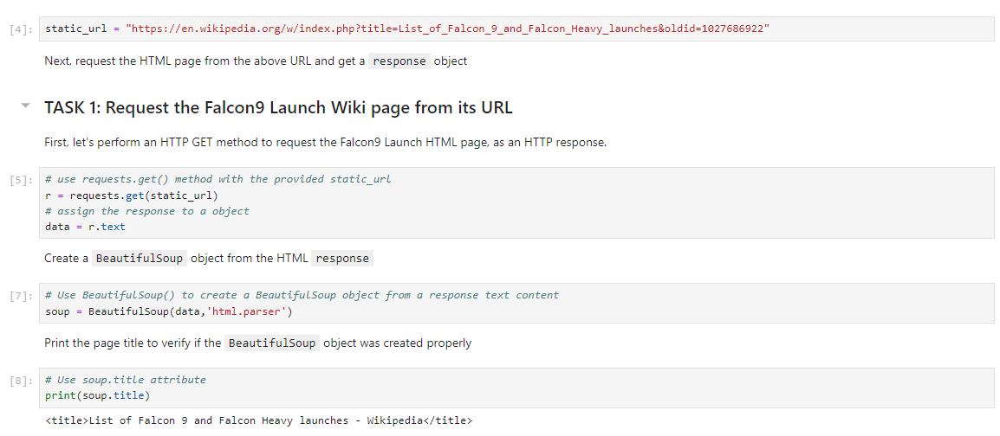 [4]: static_url = "https://en.wikipedia.org/w/index.php?title=List_of_Falcon_9_and_Falcon_Heavy_launches&oldid=1027686922"
Next, request the HTML page from the above URL and get a response object
TASK 1: Request the Falcon9 Launch Wiki page from its URL
First, let's perform an HTTP GET method to request the Falcon9 Launch HTML page, as an HTTP response.
[5]: # use requests.get() method with the provided static_url
r = requests.get(static_url)
# assign the response to a object
data = r.text
Create a BeautifulSoup object from the HTML response
[7]: # Use BeautifulSoup() to create a BeautifulSoup object from a response text content
soup = BeautifulSoup(data,'html.parser')
Print the page title to verify if the BeautifulSoup object was created properly
[8]: # Use soup.title attribute
print(soup.title)
<title>List of Falcon 9 and Falcon Heavy launches - Wikipedia</title>